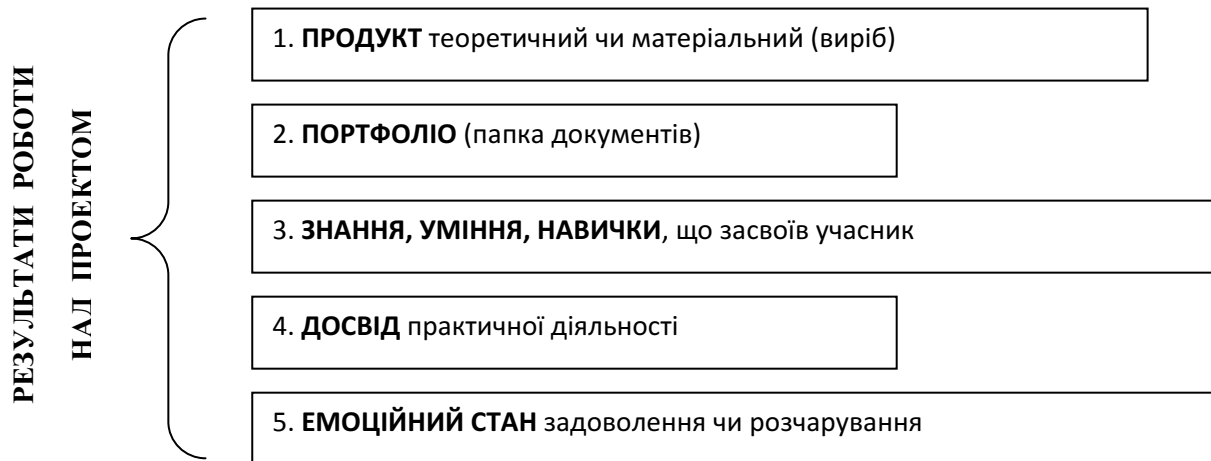 РЕЗУЛЬТАТИ РОБОТИ
НАД ПРОЕКТОМ
1. ПРОДУКТ теоретичний чи матеріальний (виріб)
2. ПОРТФОЛІО (папка документів)
3. ЗНАННЯ, УМІННЯ, НАВИЧКИ, що засвоїв учасник
4. ДОСВІД практичної діяльності
5. ЕМОЦІЙНИЙ СТАН задоволення чи розчарування